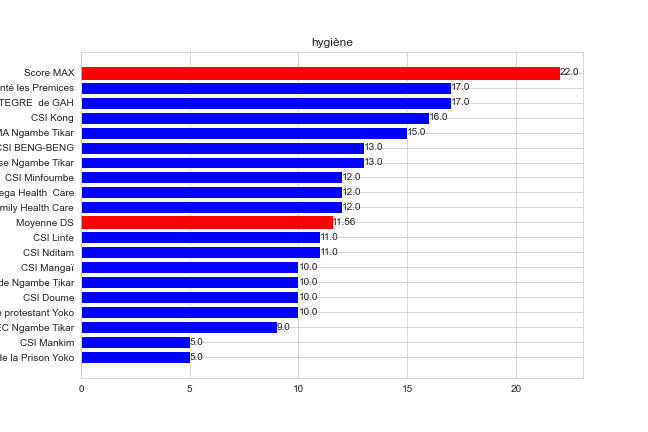 hygiène
Score MAX 22.0
nté les Premices 17.0
TEGRE de GAH 17.0
CSI Kong 16.0
MA Ngambe Tikar 15.0
CSI BENG-BENG 13.0
se Ngambe Tikar 13.0
CSI Minfoumbe 12.0
ega Health Care 12.0
mily Health Care 12.0
Moyenne DS 11.56
CSI Linte 11.0
CSI Nditam 11.0
CSI Mangaï 10.0
de Ngambe Tikar 10.0
CSI Doume 10.0
e protestant Yoko 10.0
EC Ngambe Tikar 9.0
CSI Mankim 5.0
de la Prison Yoko 5.0
0 5 10 15 20